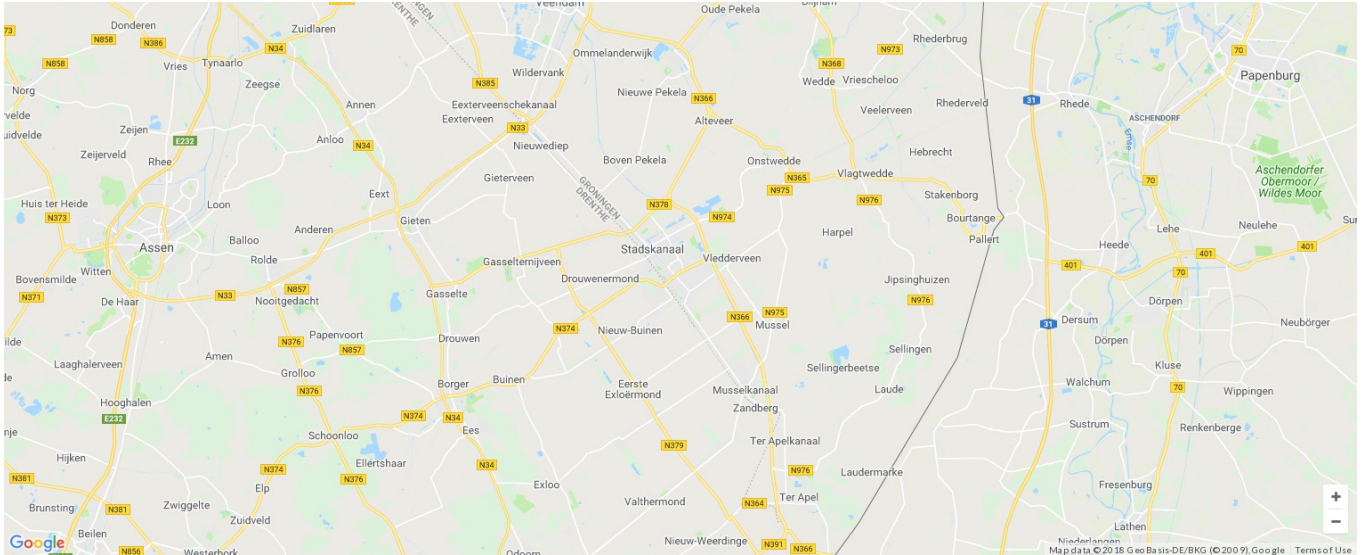 Donderen
N386
N858
Vries
Tynaarlo
N34
Zuidlaren
Zeegse
N973
Oude Pekela
Ommelanderwijk
Wildervank
N385
Nieuwe Pekela
N366
Alteveer
Rhederbrug
N973
N368
Wedde
Vriescheloo
Veelerveen
Rhederveld
31
Rhede
70
Papenburg
ASCHENDORF
Emse
N858
Norg
Zeijen
E232
Zeijerveld
Rhee
Annen
Anloo
N34
Eexterveenschekanaal
Eexterveen
N33
Nieuwediep
Boven Pekela
Onstwedde
N365
N975
Vlagtwedde
N976
Hebrecht
Stakenborg
Bourtange
Pallert
70
Aschendorfer
Obermoor /
Wildes Moor
Huis ter Heide
N373
Loon
Eext
Gieterveen
GRONINGEN
DRENTHE
GRONINGEN
DRENTHE
N378
N974
Harpel
Assen
Balloo
Anderen
Gieten
Rolde
Witten
Bovensmilde
N371
De Haar
N33
N857
Nooitgedacht
Gasselternijveen
Stadskanaal
Vledderveen
Drouwenermond
Gasselte
Jipsinghuizen
N976
Heede
Lehe
Neulehe
401
401
401
70
Dörpen
Papenvoort
N376
N857
Drouwen
N374
Nieuw-Buinen
N366
N975
Mussel
31
Dersum
Dörpen
Neubörger
Laaghalerveen
Amen
Grolloo
N376
Borger
Buinen
Eerste
Exloërmond
Sellingen
Sellingerbeetse
Laude
Musselkanaal
Zandberg
Walchum
Kluse
70
Wippingen
Hooghalen
E232
N374
N34
Ees
Schoonloo
N379
Ter Apelkanaal
Sustrum
Renkenberge
Hijken
Ellertshaar
N34
N976
Laudermarke
N381
N374
N376
Elp
Exloo
Valthermond
Ter Apel
N364
Fresenburg
Brunsting
N381
Zwiggelte
Zuidveld
Beilen
N856
Westerbork
Odoorn
Nieuw-Weerdinge
N391
N366
Niederlangen
Lathen
+
−
Google
Map data ©2018 GeoBasis-DE/BKG (©2009), Google
Terms of Use